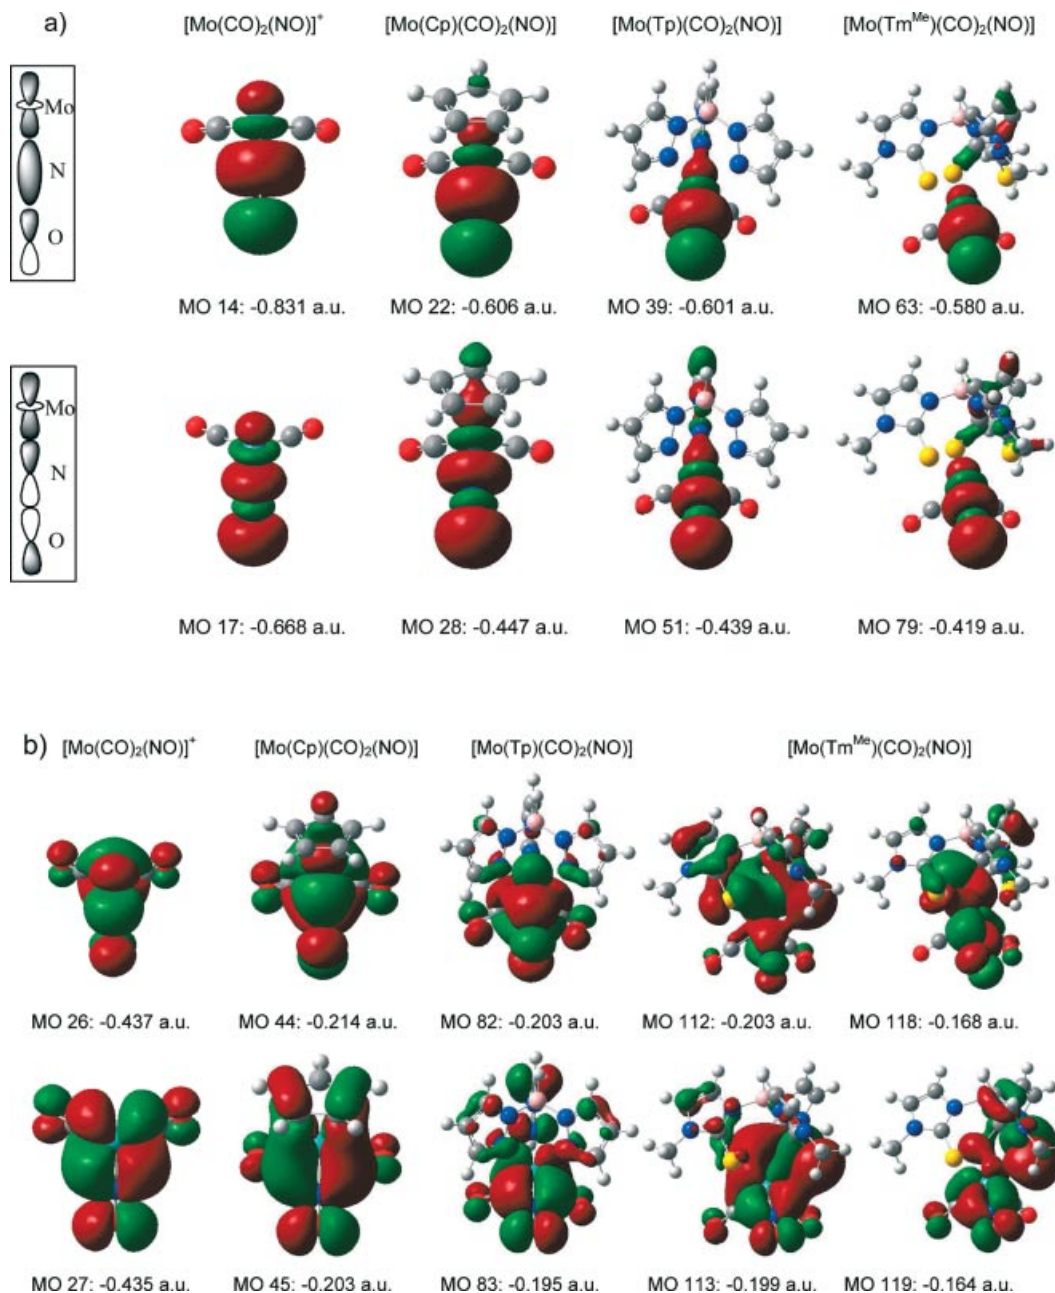 a) [Mo(CO)₂(NO)]⁺ [Mo(Cp)(CO)₂(NO)] [Mo(Tp)(CO)₂(NO)] [Mo(Tmᴹᵉ)(CO)₂(NO)]
Mo
N
O
MO 14: -0.831 a.u. MO 22: -0.606 a.u. MO 39: -0.601 a.u. MO 63: -0.580 a.u.
Mo
N
O
MO 17: -0.668 a.u. MO 28: -0.447 a.u. MO 51: -0.439 a.u. MO 79: -0.419 a.u.
b) [Mo(CO)₂(NO)]⁺ [Mo(Cp)(CO)₂(NO)] [Mo(Tp)(CO)₂(NO)] [Mo(Tmᴹᵉ)(CO)₂(NO)]
MO 26: -0.437 a.u. MO 44: -0.214 a.u. MO 82: -0.203 a.u. MO 112: -0.203 a.u. MO 118: -0.168 a.u.
MO 27: -0.435 a.u. MO 45: -0.203 a.u. MO 83: -0.195 a.u. MO 113: -0.199 a.u. MO 119: -0.164 a.u.